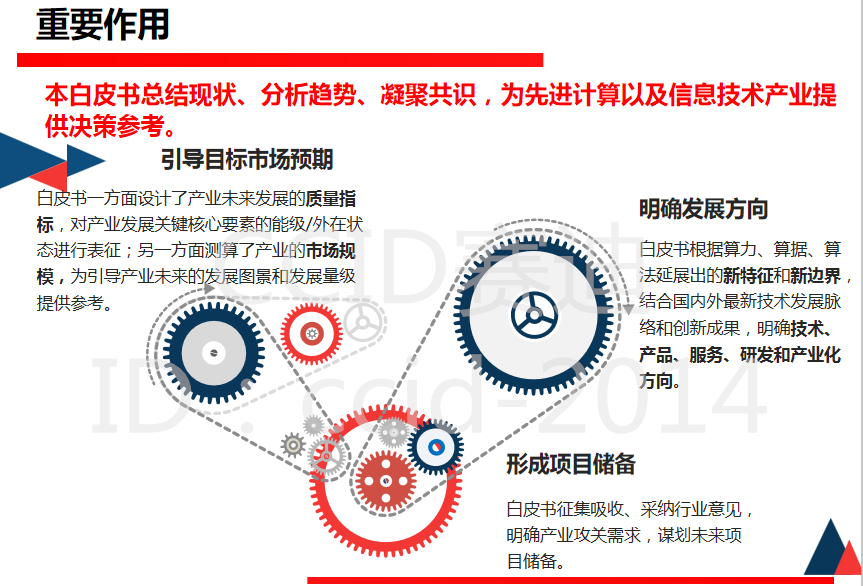 重要作用
本白皮书总结现状、分析趋势、凝聚共识，为先进计算以及信息技术产业提
供决策参考。
引导目标市场预期
白皮书一方面设计了产业未来发展的质量指
标，对产业发展关键核心要素的能级/外在状
态进行表征；另一方面测算了产业的市场规
模，为引导产业未来的发展图景和发展量级
提供参考。
明确发展方向
白皮书根据算力、算据、算
法延展出的新特征和新边界，
结合国内外最新技术发展脉
络和创新成果，明确技术、
产品、服务、研发和产业化
方向。
形成项目储备
白皮书征集吸收、采纳行业意见，
明确产业攻关需求，谋划未来项
目储备。
CCID赛迪
ID：ccid-2014